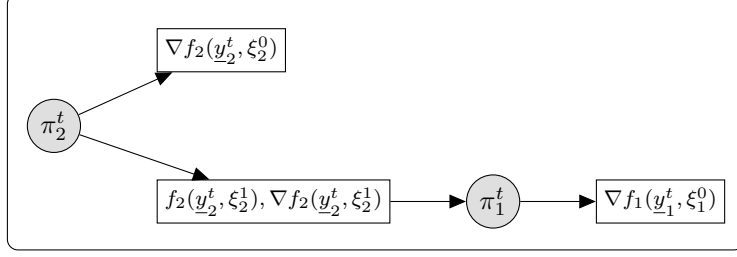 ∇f₂(y̲₂ᵗ, ξ₂⁰)
π₂ᵗ
f₂(y̲₂ᵗ, ξ₂¹), ∇f₂(y̲₂ᵗ, ξ₂¹)
π₁ᵗ
∇f₁(y̲₁ᵗ, ξ₁⁰)